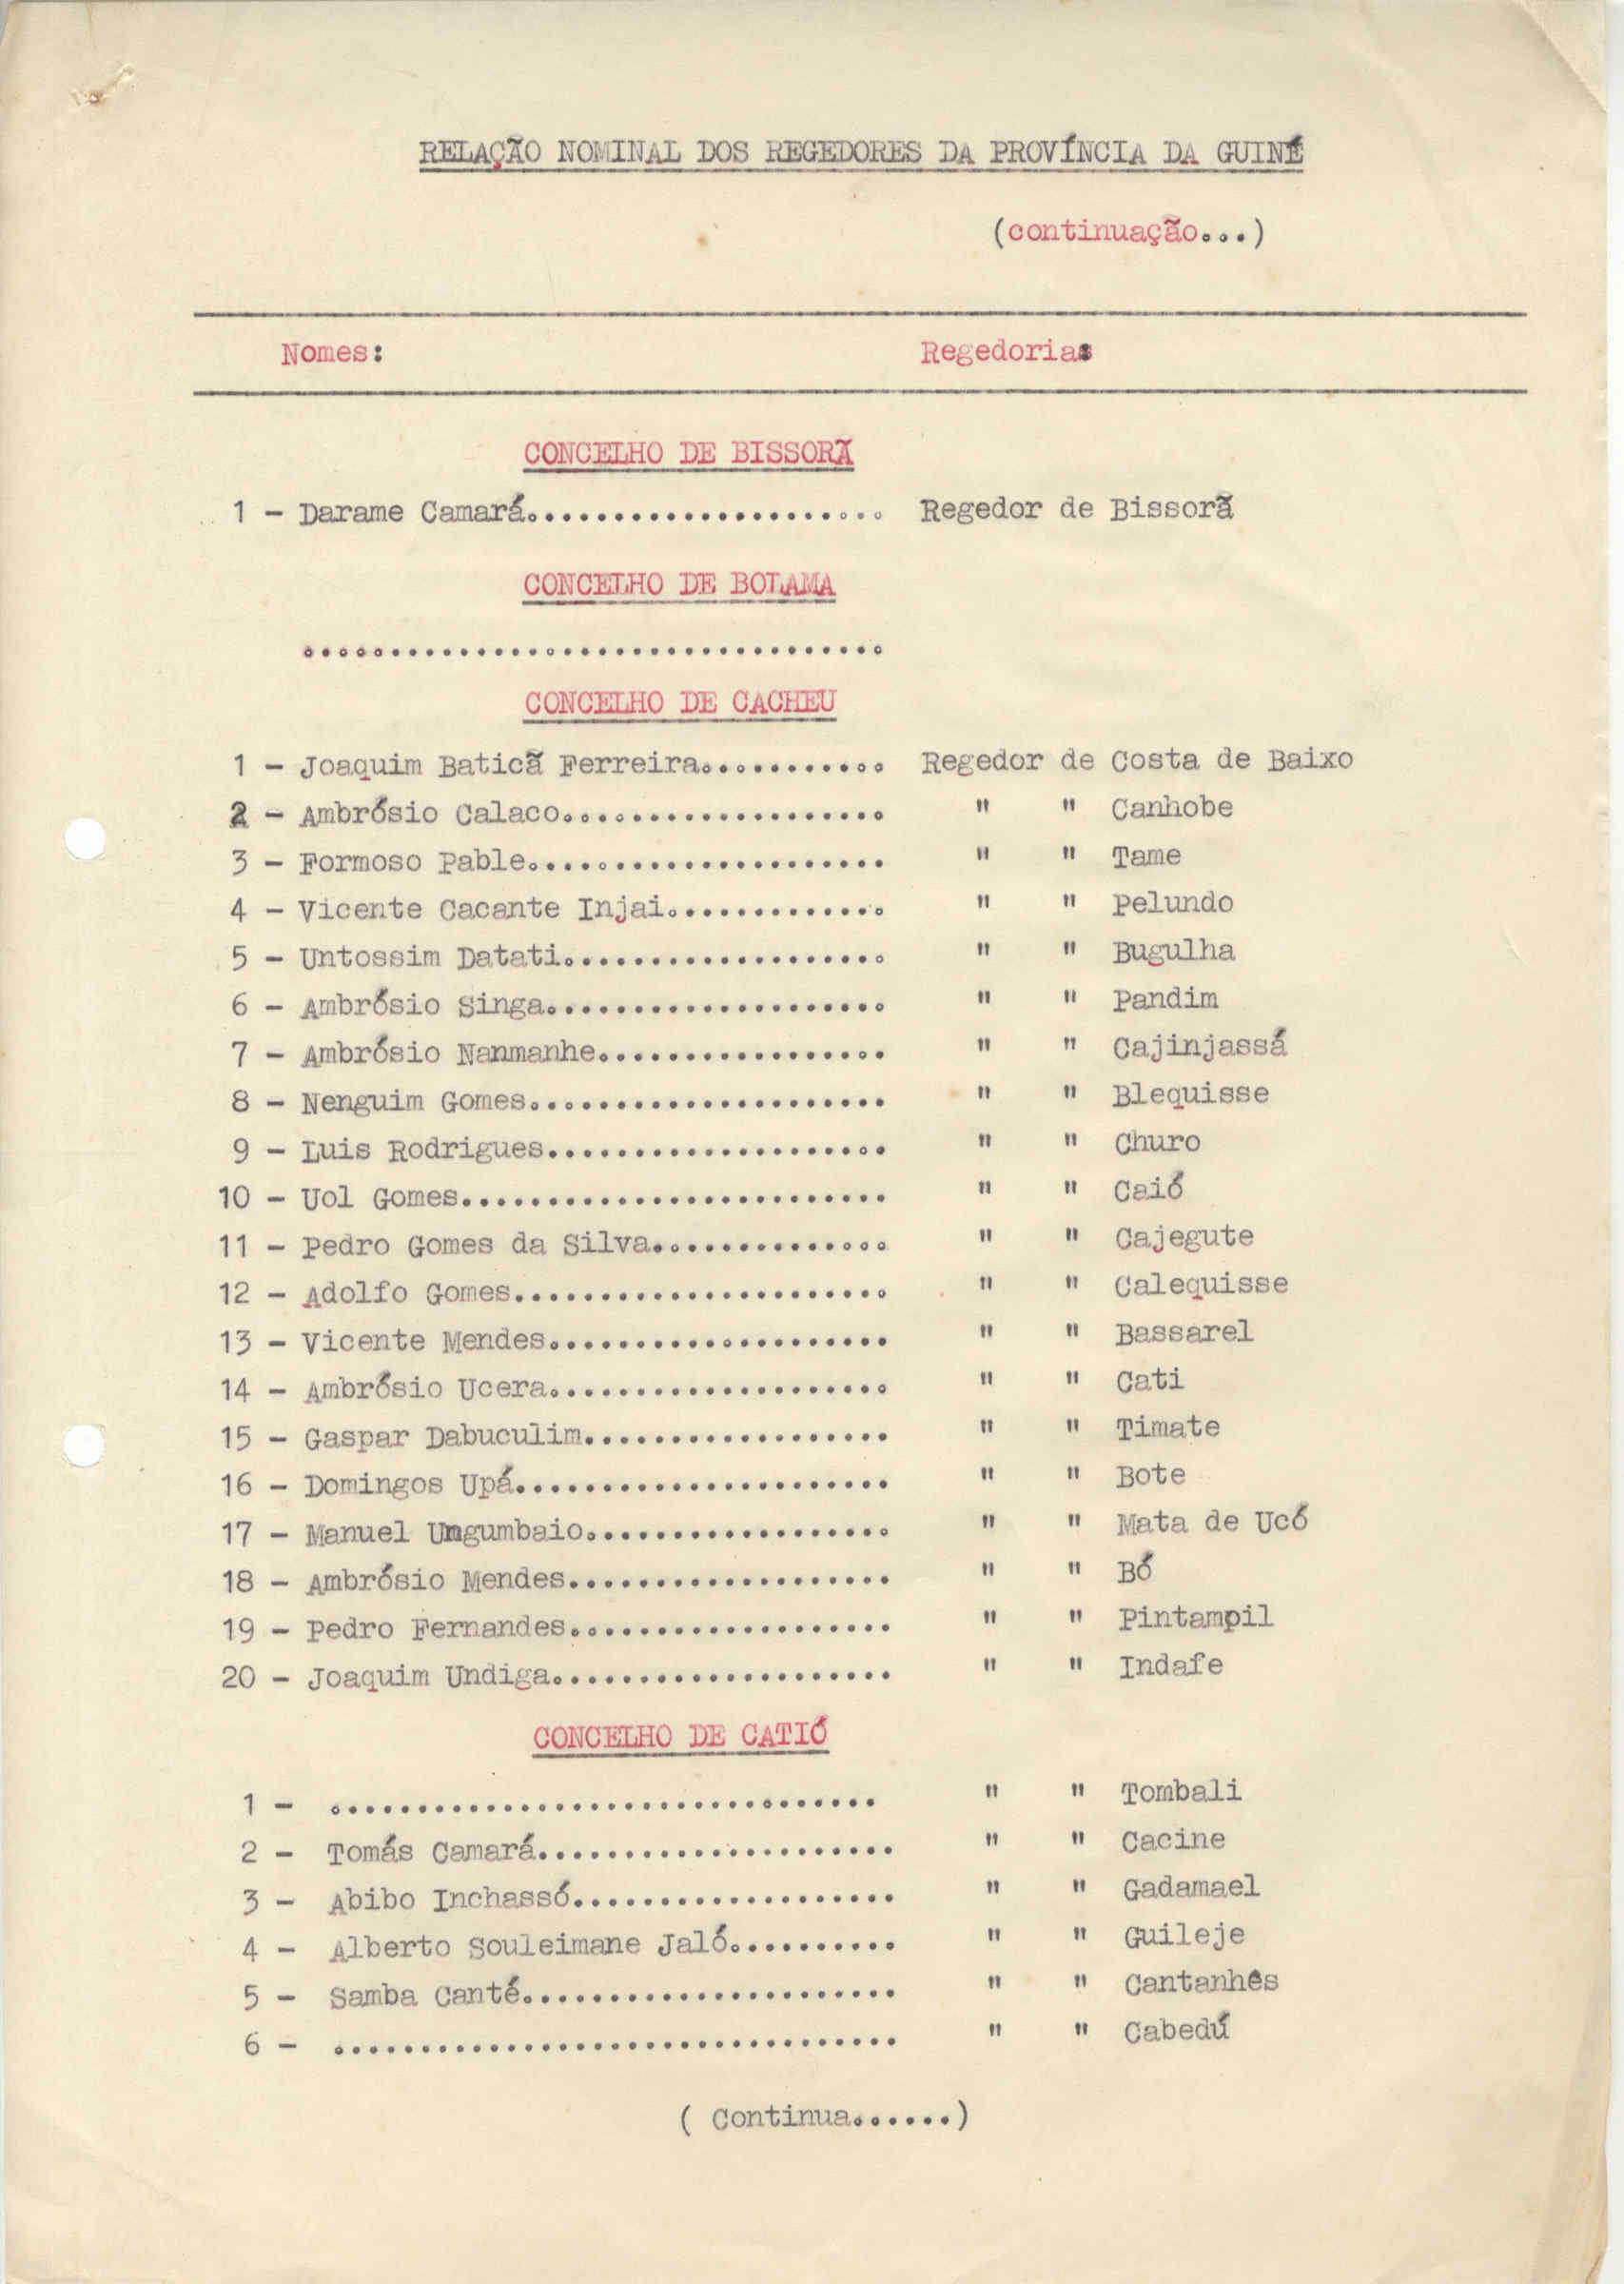 RELAÇÃO NOMINAL DOS REGEDORES DA PROVÍNCIA DA GUINÉ
(continuação...)
Nomes: Regedorias
CONCELHO DE BISSORÃ
1 - Darame Camará..................... Regedor de Bissorã
CONCELHO DE BOLAMA
..................................
CONCELHO DE CACHEU
1 - Joaquim Baticã Ferreira........... Regedor de Costa de Baixo
2 - Ambrósio Calaco................... " " Canhobe
3 - Formoso Pable..................... " " Tame
4 - Vicente Cacante Injai............. " " Pelundo
5 - Untossim Datati................... " " Bugulha
6 - Ambrósio Singa.................... " " Pandim
7 - Ambrósio Nanmanhe................. " " Cajinjassá
8 - Nenguim Gomes..................... " " Blequisse
9 - Luis Rodrigues.................... " " Churo
10 - Uol Gomes......................... " " Caió
11 - Pedro Gomes da Silva.............. " " Cajegute
12 - Adolfo Gomes...................... " " Calequisse
13 - Vicente Mendes.................... " " Bassarel
14 - Ambrósio Ucera.................... " " Cati
15 - Gaspar Dabuculim.................. " " Timate
16 - Domingos Upá...................... " " Bote
17 - Manuel Ungumbaio.................. " " Mata de Ucó
18 - Ambrósio Mendes................... " " Bó
19 - Pedro Fernandes................... " " Pintampil
20 - Joaquim Undiga.................... " " Indafe
CONCELHO DE CATIÓ
1 - ................................ " " Tombali
2 - Tomás Camará..................... " " Cacine
3 - Abibo Inchassó................... " " Gadamael
4 - Alberto Souleimane Jaló.......... " " Guileje
5 - Samba Canté...................... " " Cantanhês
6 - ................................. " " Cabedú
( Continua......)